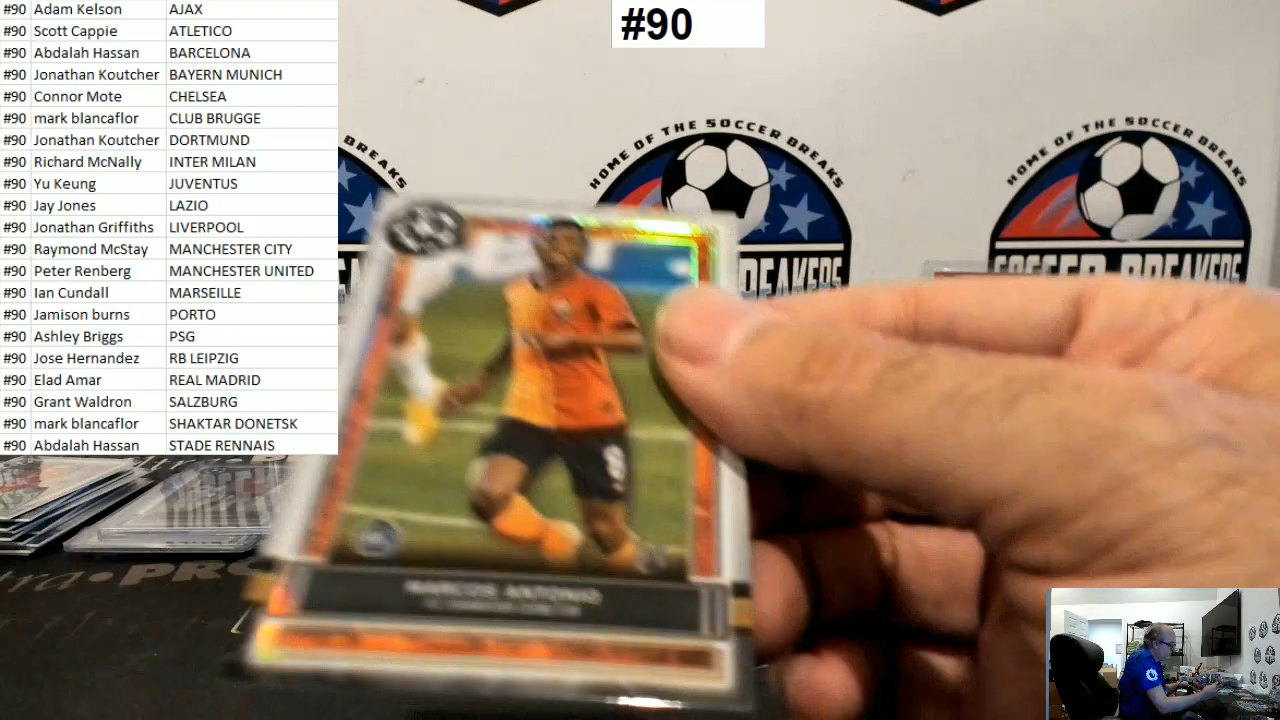 #90 Adam Kelson AJAX
#90 Scott Cappie ATLETICO
#90 Abdalah Hassan BARCELONA
#90 Jonathan Koutcher BAYERN MUNICH
#90 Connor Mote CHELSEA
#90 mark blancaflor CLUB BRUGGE
#90 Jonathan Koutcher DORTMUND
#90 Richard McNally INTER MILAN
#90 Yu Keung JUVENTUS
#90 Jay Jones LAZIO
#90 Jonathan Griffiths LIVERPOOL
#90 Raymond McStay MANCHESTER CITY
#90 Peter Renberg MANCHESTER UNITED
#90 Ian Cundall MARSEILLE
#90 Jamison burns PORTO
#90 Ashley Briggs PSG
#90 Jose Hernandez RB LEIPZIG
#90 Elad Amar REAL MADRID
#90 Grant Waldron SALZBURG
#90 mark blancaflor SHAKTAR DONETSK
#90 Abdalah Hassan STADE RENNAIS
#90
BREAKS
HOME OF THE SOCCER BREAKS
BREAKERS
HOME OF THE SOCCER BREAKS
SOCCER BREAKERS
MARCOS ANTONIO